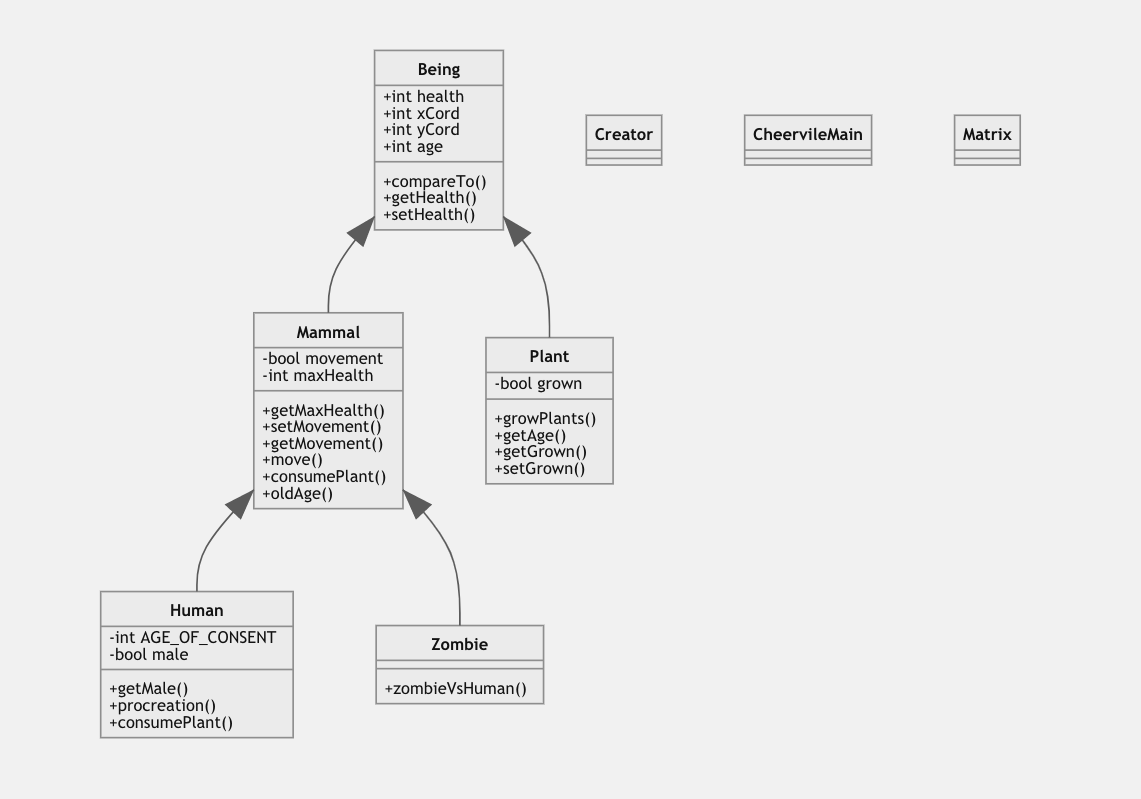 Being
+int health
+int xCord
+int yCord
+int age
+compareTo()
+getHealth()
+setHealth()
Creator
CheervileMain
Matrix
Mammal
-bool movement
-int maxHealth
+getMaxHealth()
+setMovement()
+getMovement()
+move()
+consumePlant()
+oldAge()
Plant
-bool grown
+growPlants()
+getAge()
+getGrown()
+setGrown()
Human
-int AGE_OF_CONSENT
-bool male
+getMale()
+procreation()
+consumePlant()
Zombie
+zombieVsHuman()